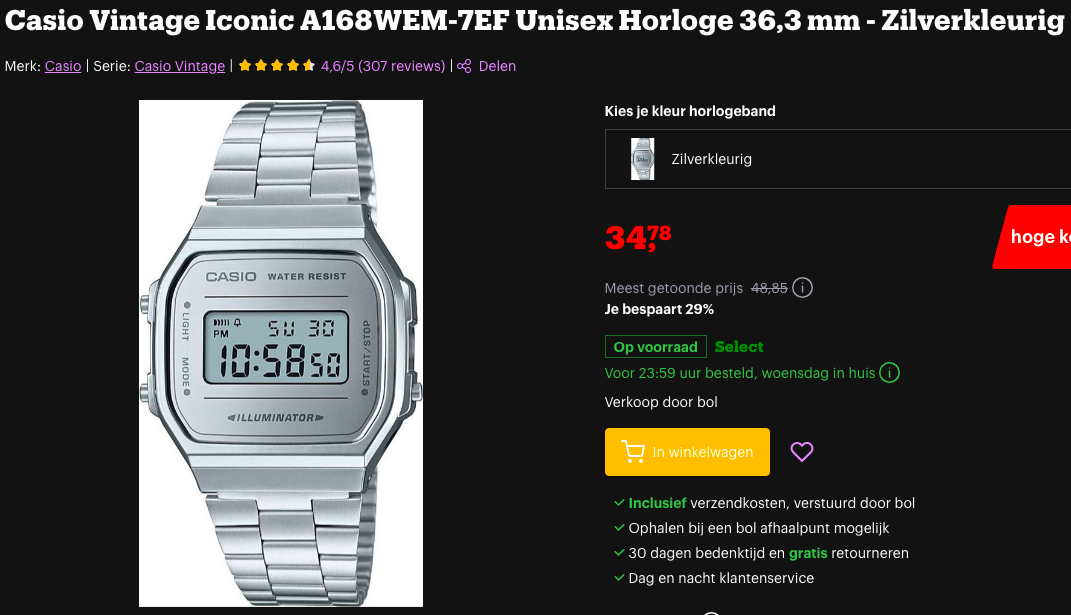 Casio Vintage Iconic A168WEM-7EF Unisex Horloge 36,3 mm - Zilverkleurig
Merk: Casio | Serie: Casio Vintage | 4,6/5 (307 reviews) | Delen
CASIO WATER RESIST
LIGHT
MODE
PM SU 30
10:58 50
START/STOP
ILLUMINATOR
Kies je kleur horlogeband
Zilverkleurig
34,78
hoge k
Meest getoonde prijs 48,85
Je bespaart 29%
Op voorraad Select
Voor 23:59 uur besteld, woensdag in huis
Verkoop door bol
In winkelwagen
Inclusief verzendkosten, verstuurd door bol
Ophalen bij een bol afhaalpunt mogelijk
30 dagen bedenktijd en gratis retourneren
Dag en nacht klantenservice